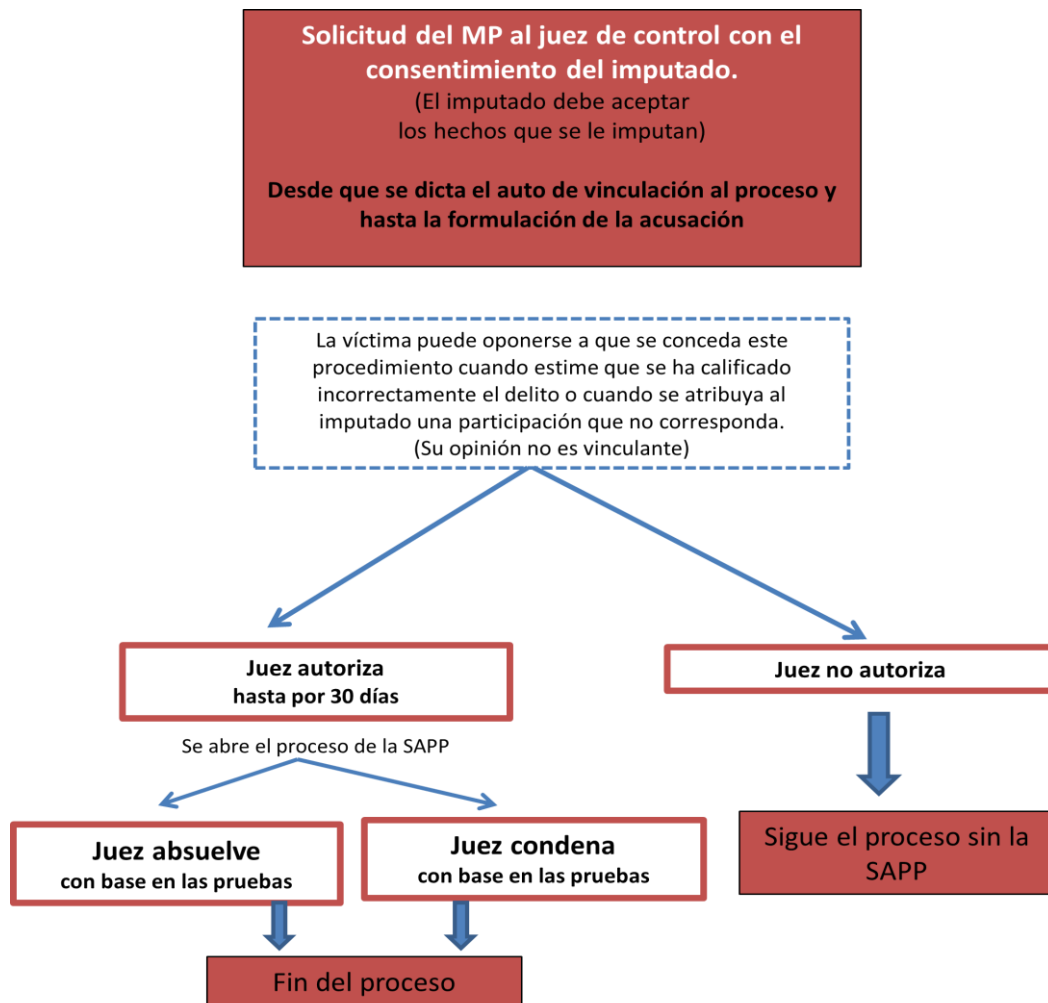 Solicitud del MP al juez de control con el
consentimiento del imputado.
(El imputado debe aceptar
los hechos que se le imputan)
Desde que se dicta el auto de vinculación al proceso y
hasta la formulación de la acusación
La víctima puede oponerse a que se conceda este
procedimiento cuando estime que se ha calificado
incorrectamente el delito o cuando se atribuya al
imputado una participación que no corresponda.
(Su opinión no es vinculante)
Juez autoriza
hasta por 30 días
Juez no autoriza
Se abre el proceso de la SAPP
Juez absuelve
con base en las pruebas
Juez condena
con base en las pruebas
Sigue el proceso sin la
SAPP
Fin del proceso